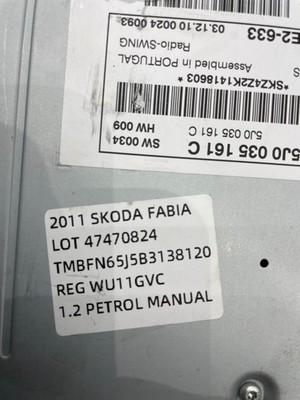 E2-633
03.12.10 0024 0093
Radio-SWING
Assembled in PORTUGAL
*SKZ4Z2K1418603*
5J0 035 161 C
SW 0034
HW 009
5J0 035 161 C
2011 SKODA FABIA
LOT 47470824
TMBFN65J5B3138120
REG WU11GVC
1.2 PETROL MANUAL